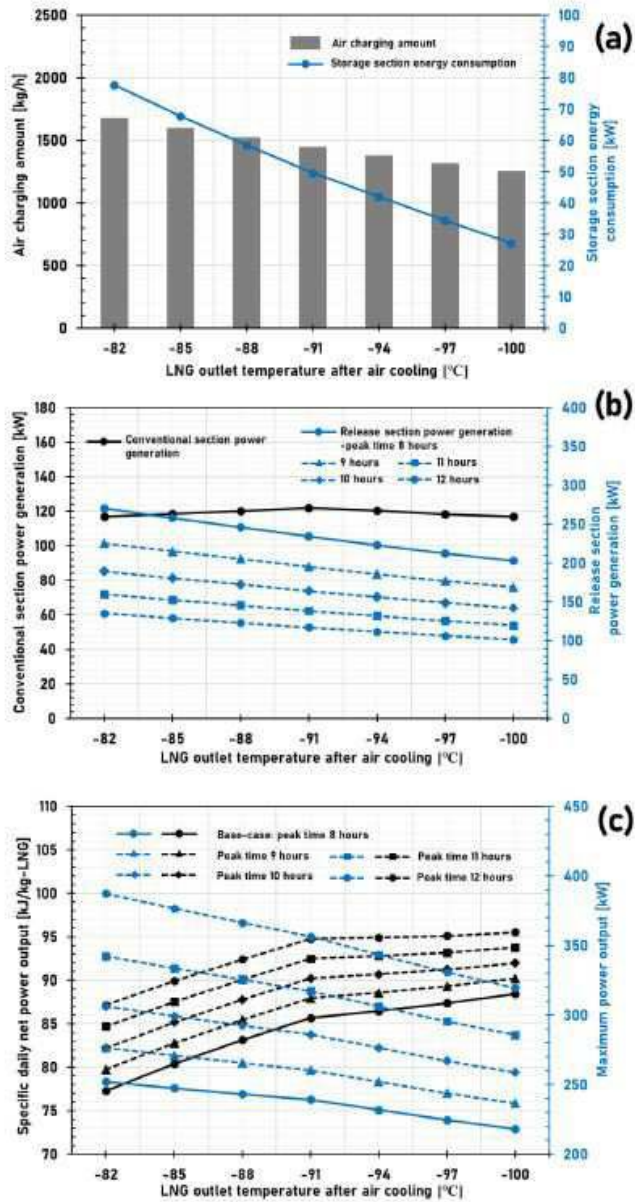 (a)
Air charging amount
Storage section energy consumption
Air charging amount [kg/h]
2500
2000
1500
1000
500
0
100
90
80
70
60
50
40
30
20
10
0
Storage section energy
consumption [kW]
-82 -85 -88 -91 -94 -97 -100
LNG outlet temperature after air cooling [°C]
(b)
Conventional section power
generation
Release section power generation
-peak time 8 hours
9 hours 11 hours
10 hours 12 hours
Conventional section power generation [kW]
180
160
140
120
100
80
60
40
20
0
400
350
300
250
200
150
100
50
0
Release section
power generation [kW]
-82 -85 -88 -91 -94 -97 -100
LNG outlet temperature after air cooling [°C]
(c)
Base-case: peak time 8 hours
Peak time 9 hours Peak time 11 hours
Peak time 10 hours Peak time 12 hours
Specific daily net power output [kJ/kg-LNG]
110
105
100
95
90
85
80
75
70
450
400
350
300
250
200
Maximum power output [kW]
-82 -85 -88 -91 -94 -97 -100
LNG outlet temperature after air cooling [°C]